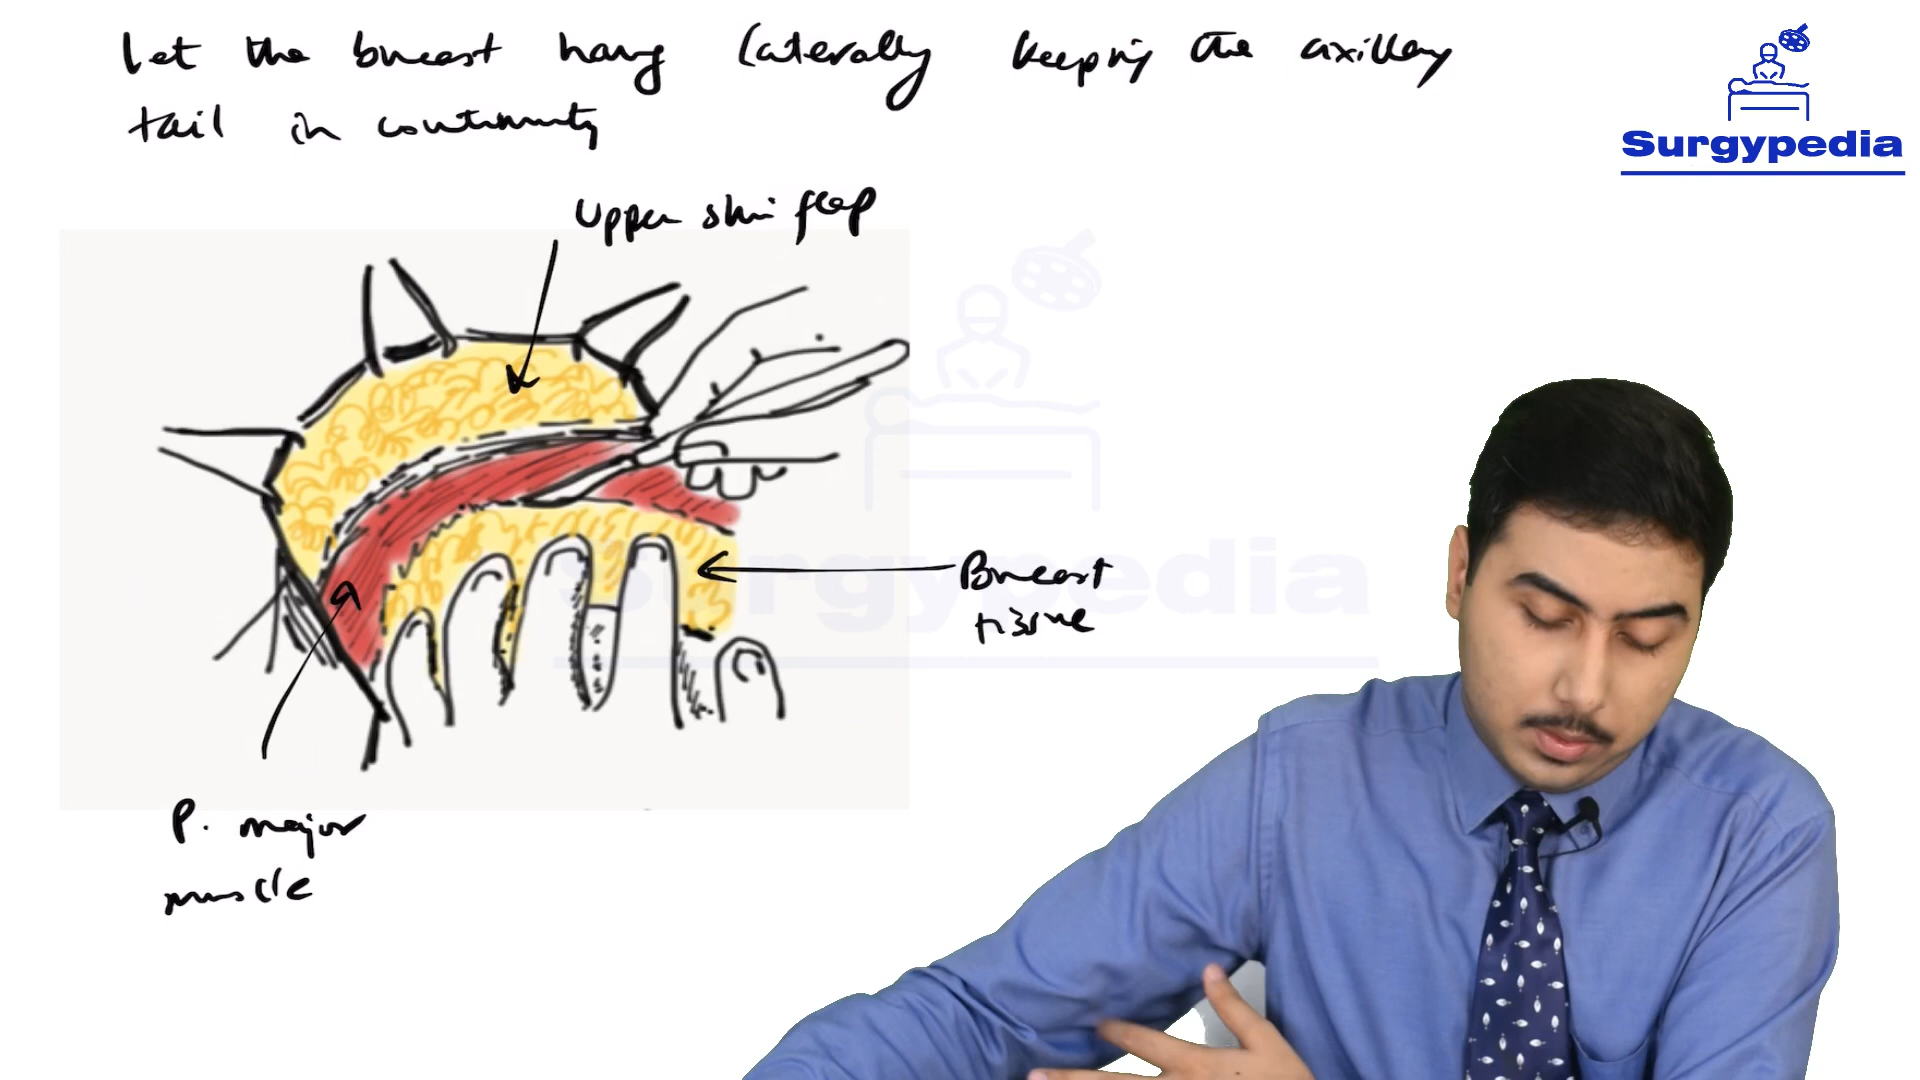 Let the breast hang laterally keeping the axillary
tail in continuity
Surgypedia
Upper skin flap
Breast
tissue
P. major
muscle
Surgypedia